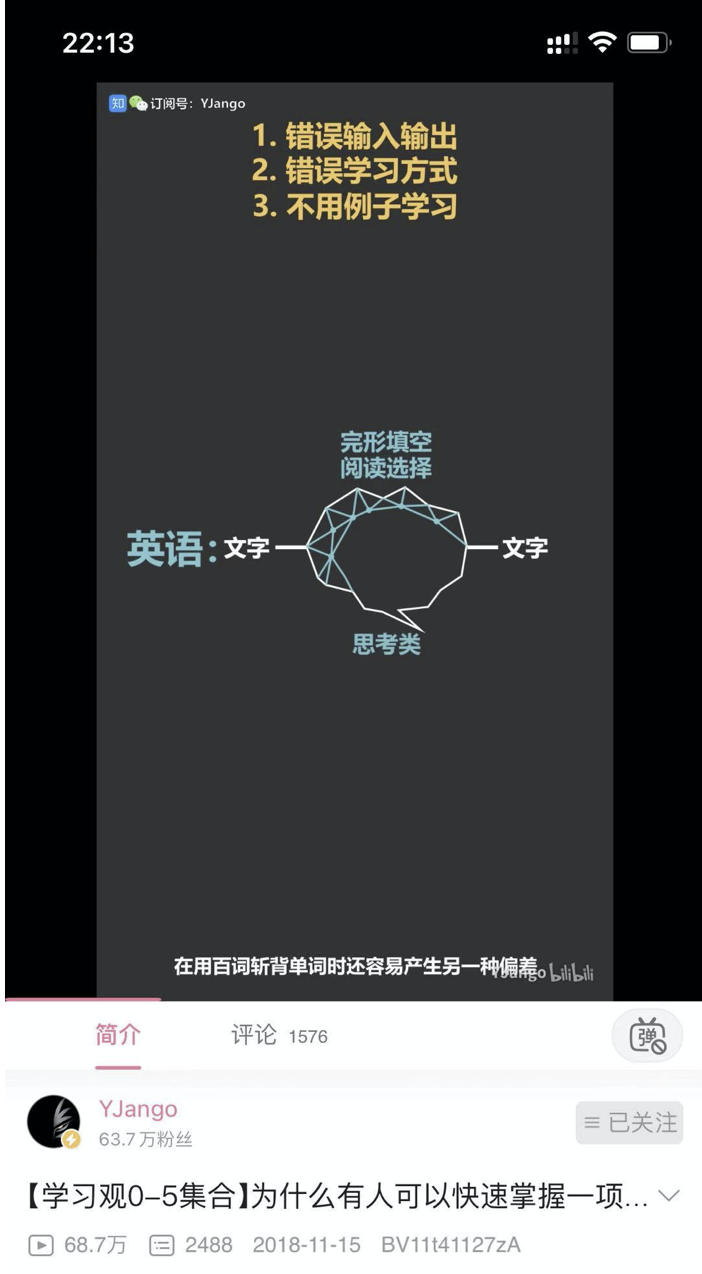 22:13
知 订阅号：YJango
1. 错误输入输出
2. 错误学习方式
3. 不用例子学习
完形填空
阅读选择
英语：文字 文字
思考类
在用百词斩背单词时还容易产生另一种偏差
YJango bilibili
简介 评论 1576 弹
YJango
63.7万粉丝
已关注
【学习观0-5集合】为什么有人可以快速掌握一项...
68.7万 2488 2018-11-15 BV11t41127zA